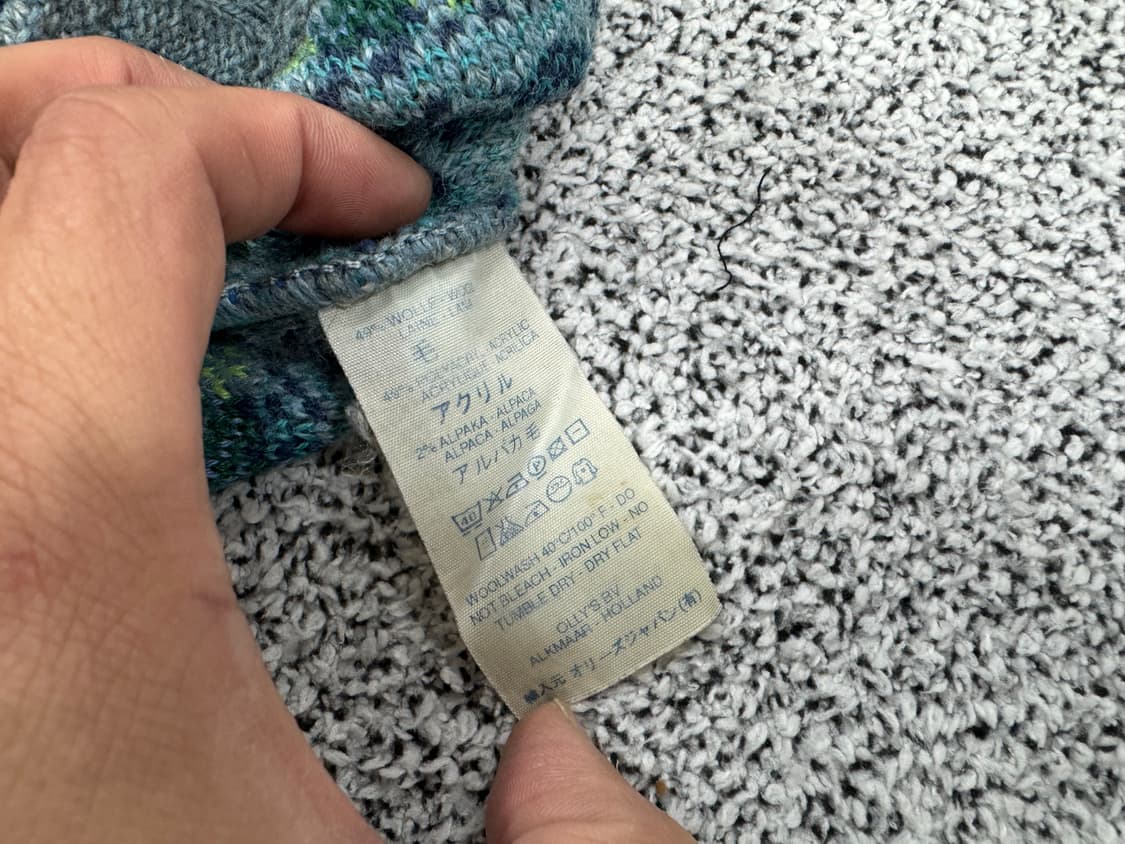 49% WOLLE - WOOL
LAINE - LANA
毛
49% POLYACRYL, ACRYLIC
ACRYLIQUE, ACRILICA
アクリル
2% ALPAKA - ALPACA
ALPACA - ALPAGA
アルパカ毛
40
WOOLWASH 40°C/100°F - DO
NOT BLEACH - IRON LOW - NO
TUMBLE DRY - DRY FLAT
OLLY'S BV
ALKMAAR - HOLLAND
輸入元 オリーズジャパン(有)